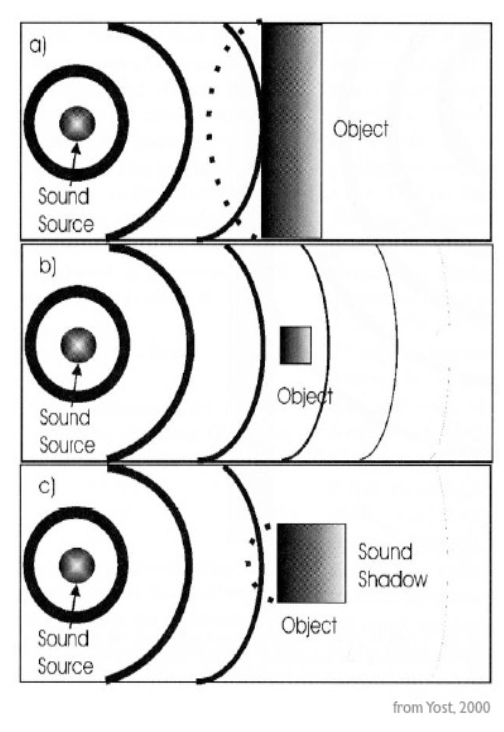 a)
Object
Sound
Source
b)
Object
Sound
Source
c)
Sound
Shadow
Object
Sound
Source
from Yost, 2000